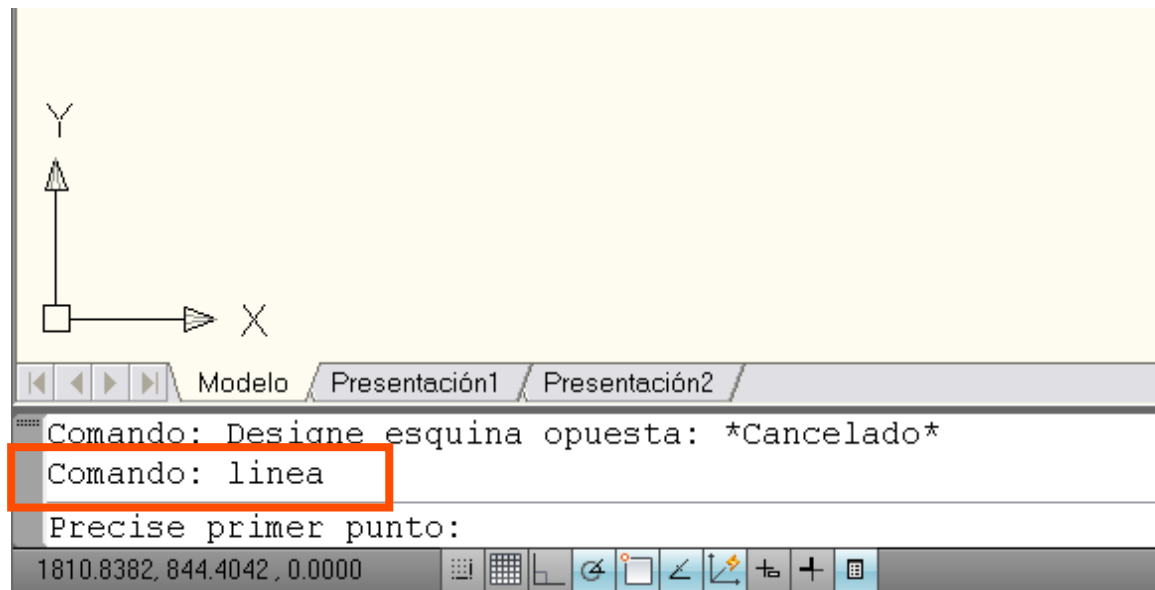 Y
X
Modelo Presentación1 Presentación2
Comando: Designe esquina opuesta: *Cancelado*
Comando: linea
Precise primer punto:
1810.8382, 844.4042 , 0.0000